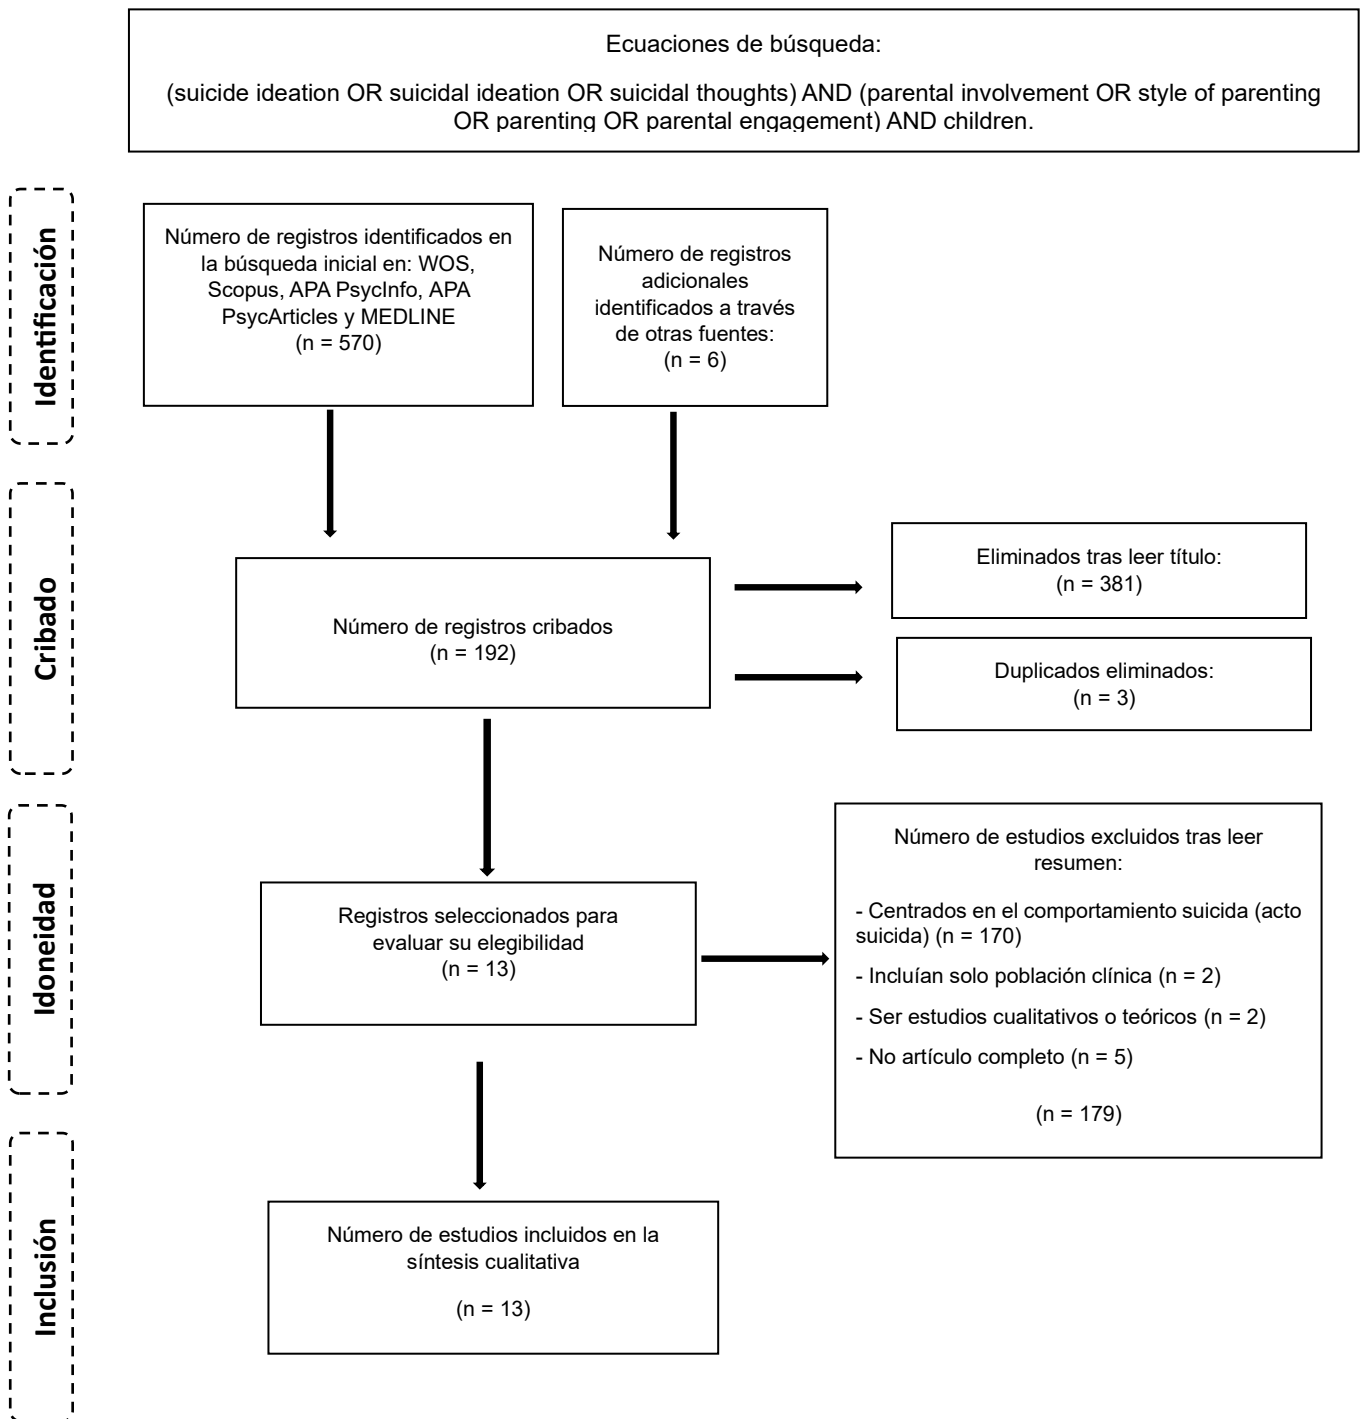 Ecuaciones de búsqueda:
(suicide ideation OR suicidal ideation OR suicidal thoughts) AND (parental involvement OR style of parenting
OR parenting OR parental engagement) AND children.
Identificación
Número de registros identificados en
la búsqueda inicial en: WOS,
Scopus, APA PsycInfo, APA
PsycArticles y MEDLINE
(n = 570)
Número de registros
adicionales
identificados a través
de otras fuentes:
(n = 6)
Cribado
Número de registros cribados
(n = 192)
Eliminados tras leer título:
(n = 381)
Duplicados eliminados:
(n = 3)
Idoneidad
Registros seleccionados para
evaluar su elegibilidad
(n = 13)
Número de estudios excluidos tras leer
resumen:
- Centrados en el comportamiento suicida (acto
suicida) (n = 170)
- Incluían solo población clínica (n = 2)
- Ser estudios cualitativos o teóricos (n = 2)
- No artículo completo (n = 5)
(n = 179)
Inclusión
Número de estudios incluidos en la
síntesis cualitativa
(n = 13)